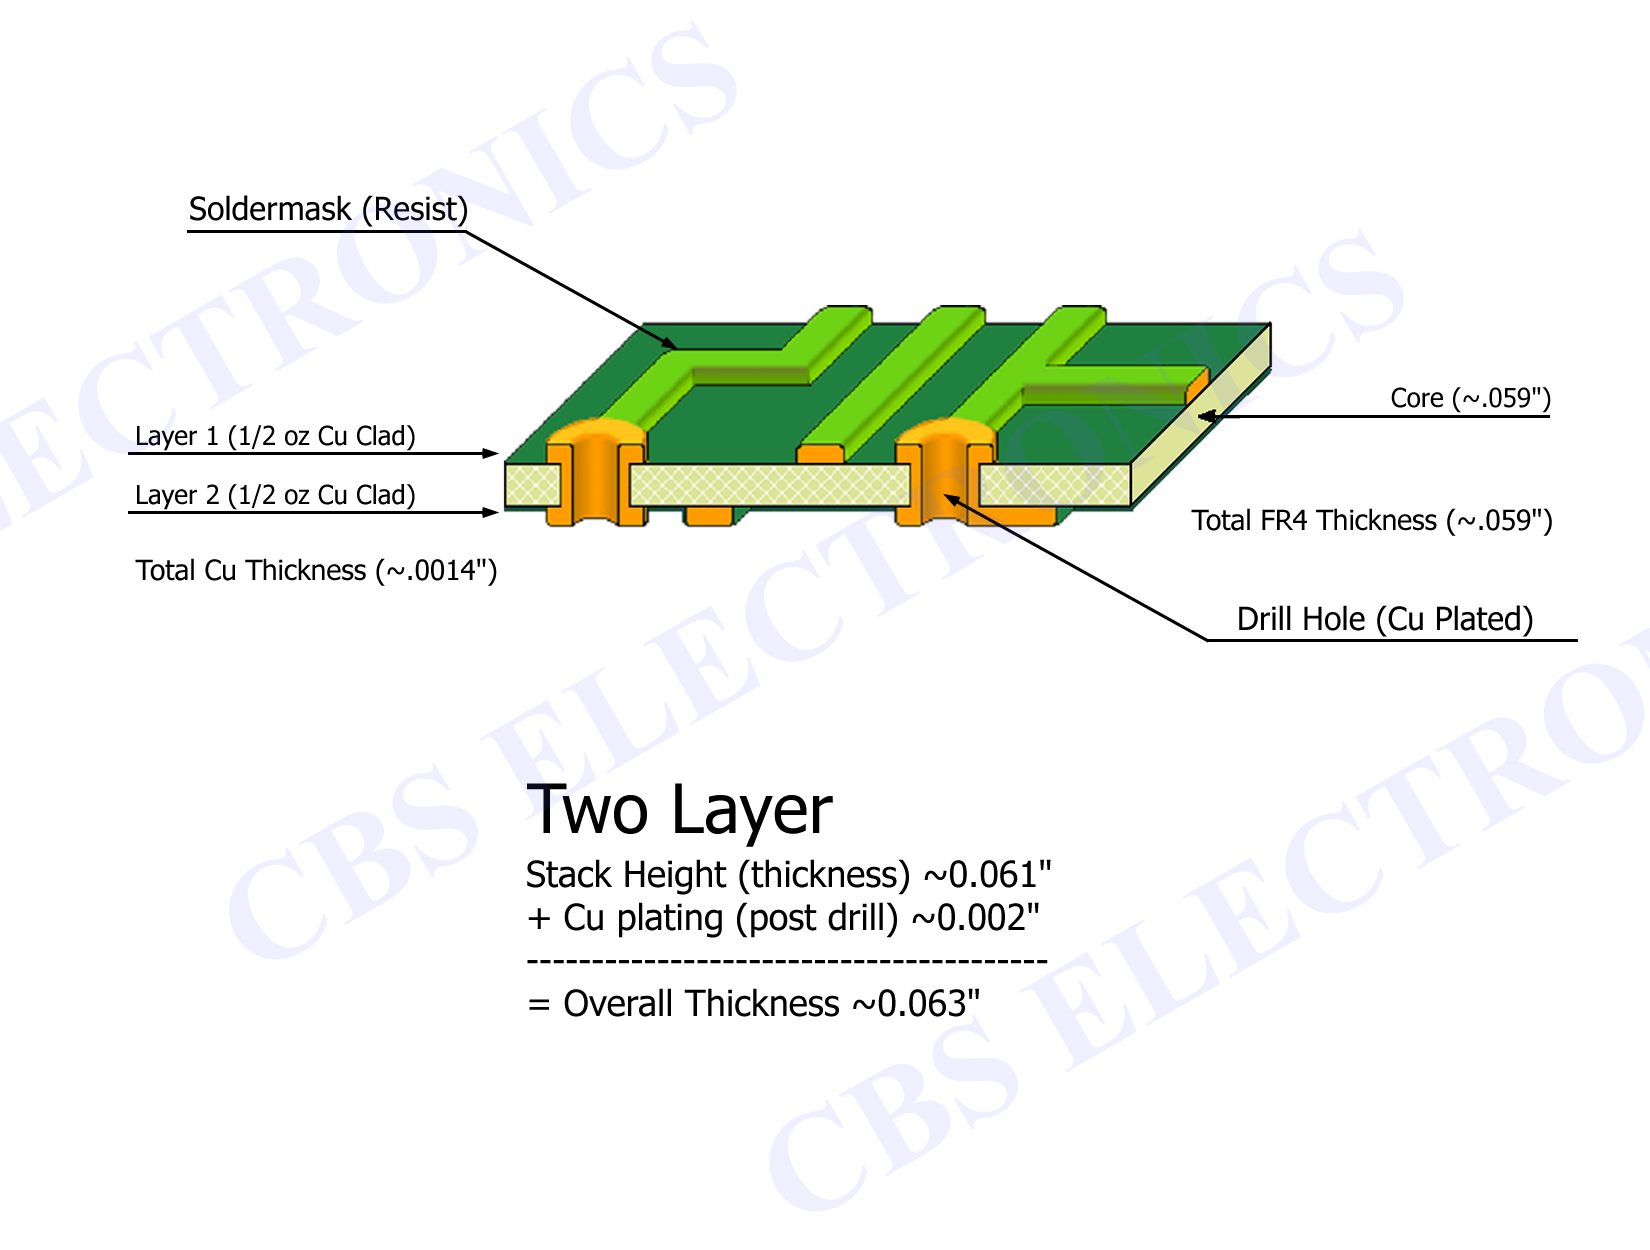 Soldermask (Resist)
Layer 1 (1/2 oz Cu Clad)
Layer 2 (1/2 oz Cu Clad)
Total Cu Thickness (~.0014")
Core (~.059")
Total FR4 Thickness (~.059")
Drill Hole (Cu Plated)
Two Layer
Stack Height (thickness) ~0.061"
+ Cu plating (post drill) ~0.002"
----------------------------------------
= Overall Thickness ~0.063"
ELECTRONICS
CBS ELECTRONICS
CBS ELECTRON